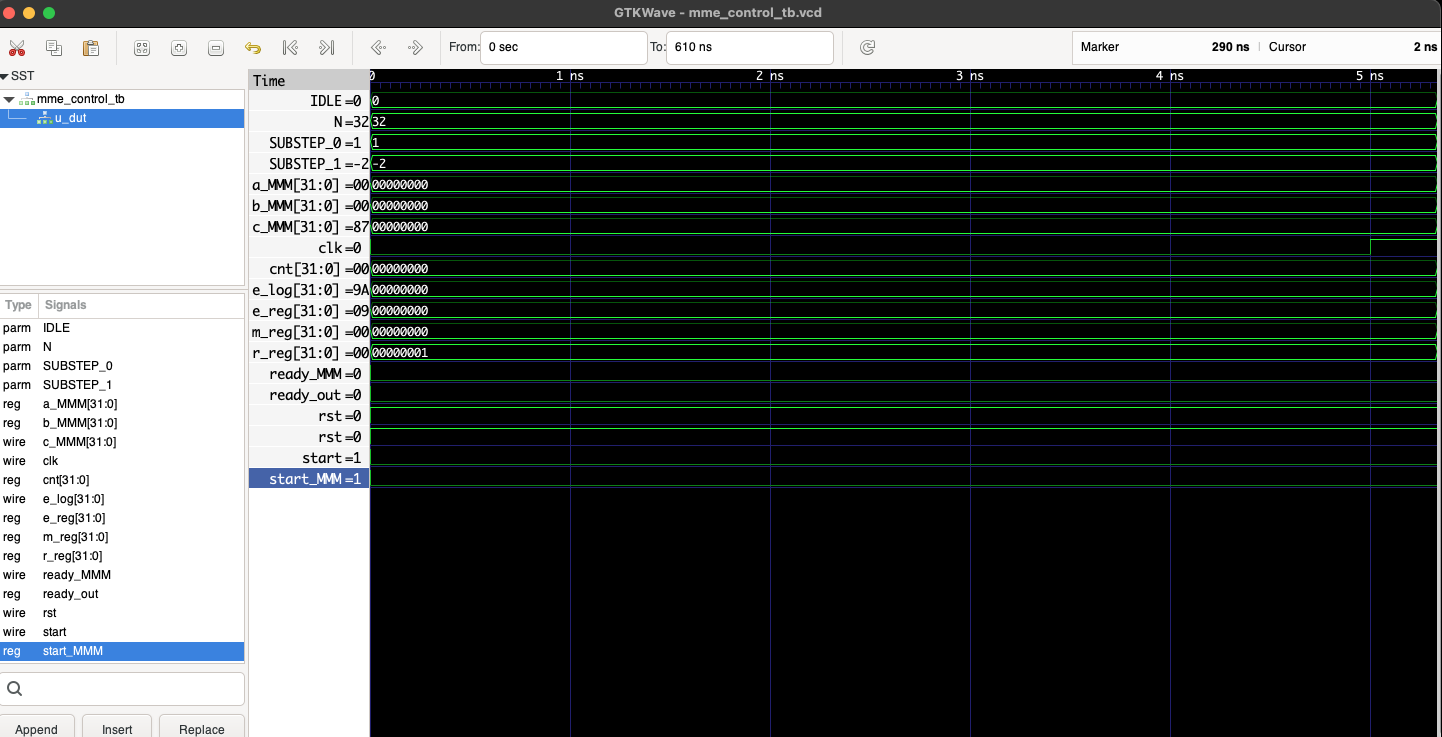 GTKWave - mme_control_tb.vcd
From: 0 sec To: 610 ns Marker 290 ns | Cursor 2 ns
SST
mme_control_tb
u_dut
Type Signals
parm IDLE
parm N
parm SUBSTEP_0
parm SUBSTEP_1
reg a_MMM[31:0]
reg b_MMM[31:0]
wire c_MMM[31:0]
wire clk
reg cnt[31:0]
wire e_log[31:0]
reg e_reg[31:0]
reg m_reg[31:0]
reg r_reg[31:0]
wire ready_MMM
reg ready_out
wire rst
wire start
reg start_MMM
Append Insert Replace
Time 0 1 ns 2 ns 3 ns 4 ns 5 ns
IDLE =0 0
N =32 32
SUBSTEP_0 =1 1
SUBSTEP_1 =-2 -2
a_MMM[31:0] =00 00000000
b_MMM[31:0] =00 00000000
c_MMM[31:0] =87 00000000
clk =0
cnt[31:0] =00 00000000
e_log[31:0] =9A 00000000
e_reg[31:0] =09 00000000
m_reg[31:0] =00 00000000
r_reg[31:0] =00 00000001
ready_MMM =0
ready_out =0
rst =0
rst =0
start =1
start_MMM =1